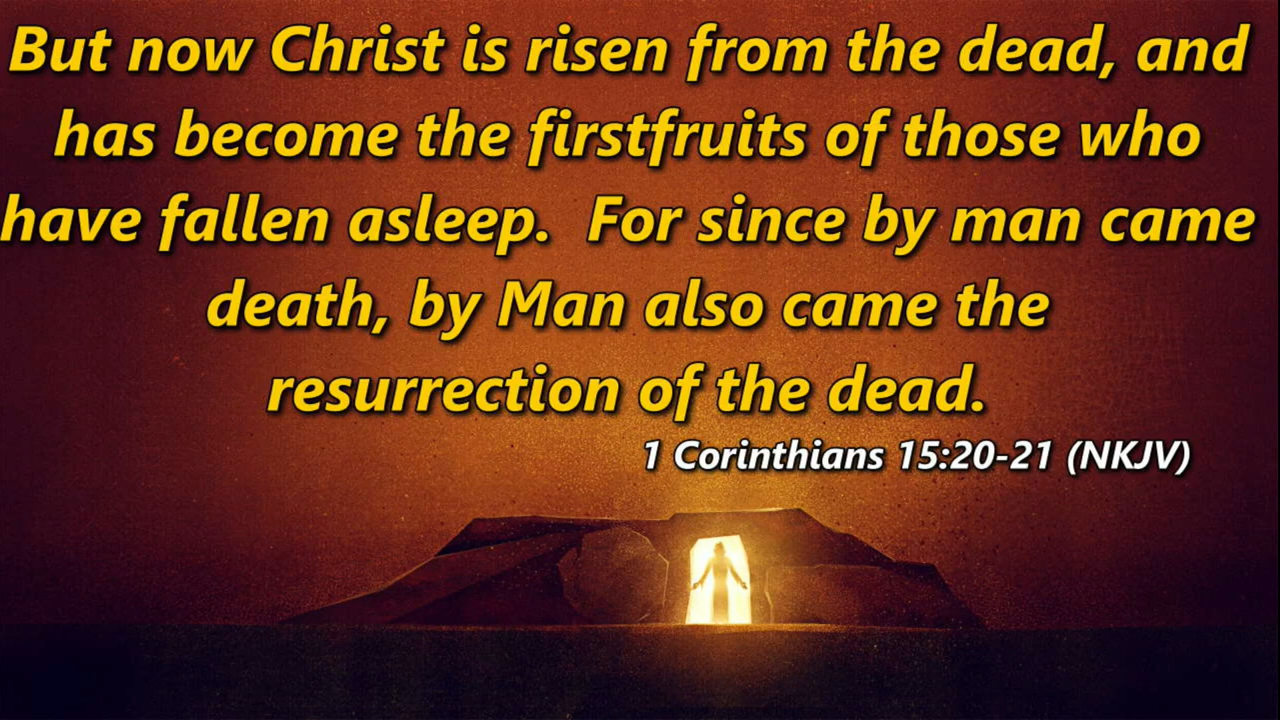 But now Christ is risen from the dead, and
has become the firstfruits of those who
have fallen asleep.  For since by man came
death, by Man also came the
resurrection of the dead.
1 Corinthians 15:20-21 (NKJV)